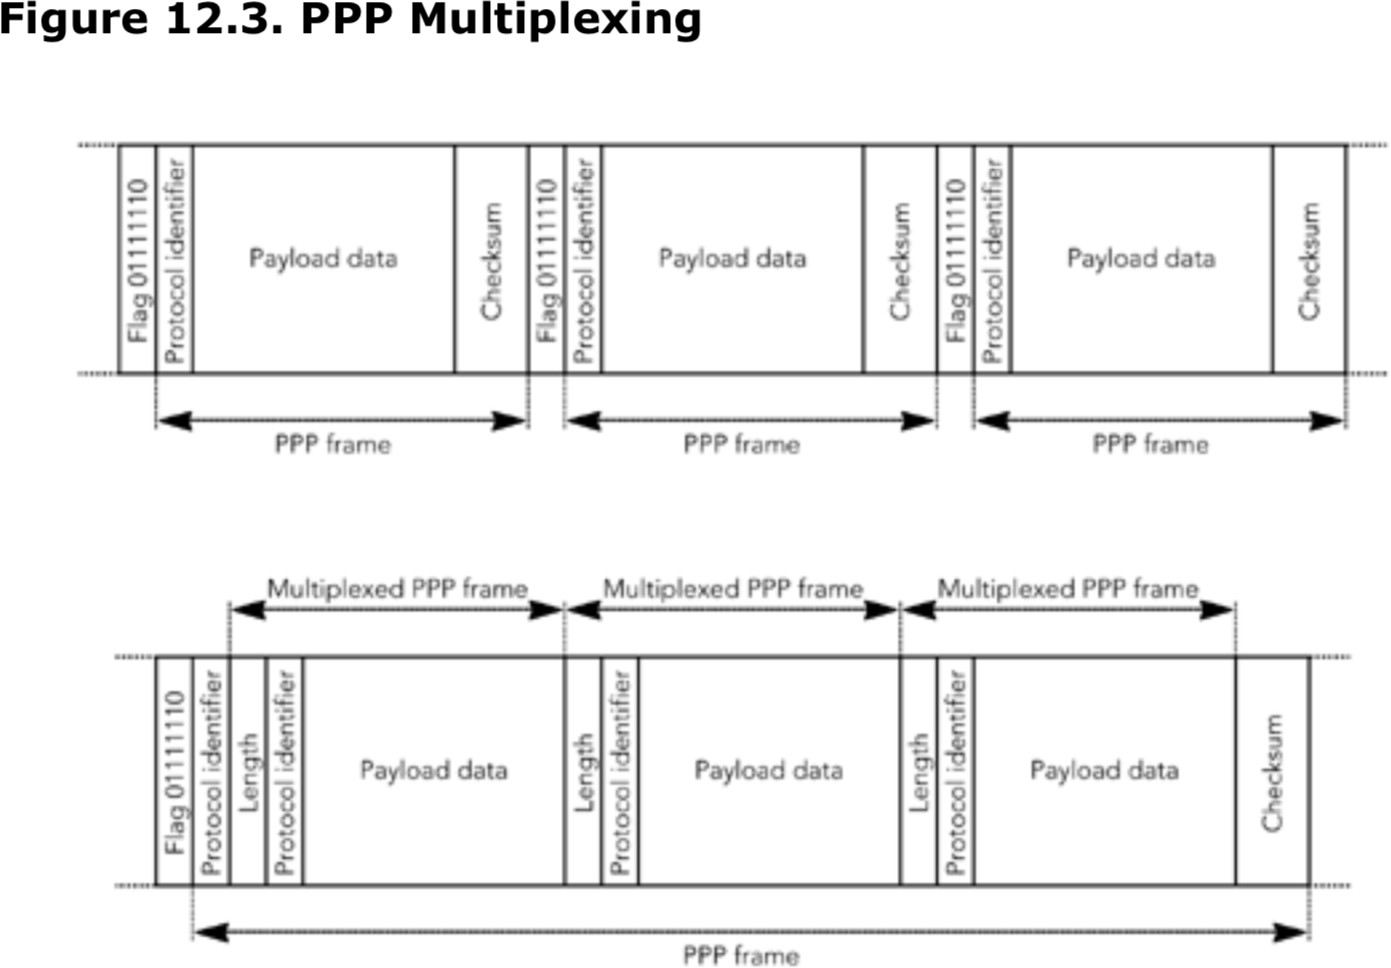 Figure 12.3. PPP Multiplexing
Flag 01111110
Protocol identifier
Payload data
Checksum
Flag 01111110
Protocol identifier
Payload data
Checksum
Flag 01111110
Protocol identifier
Payload data
Checksum
PPP frame
PPP frame
PPP frame
Multiplexed PPP frame
Multiplexed PPP frame
Multiplexed PPP frame
Flag 01111110
Protocol identifier
Length
Protocol identifier
Payload data
Length
Protocol identifier
Payload data
Length
Protocol identifier
Payload data
Checksum
PPP frame